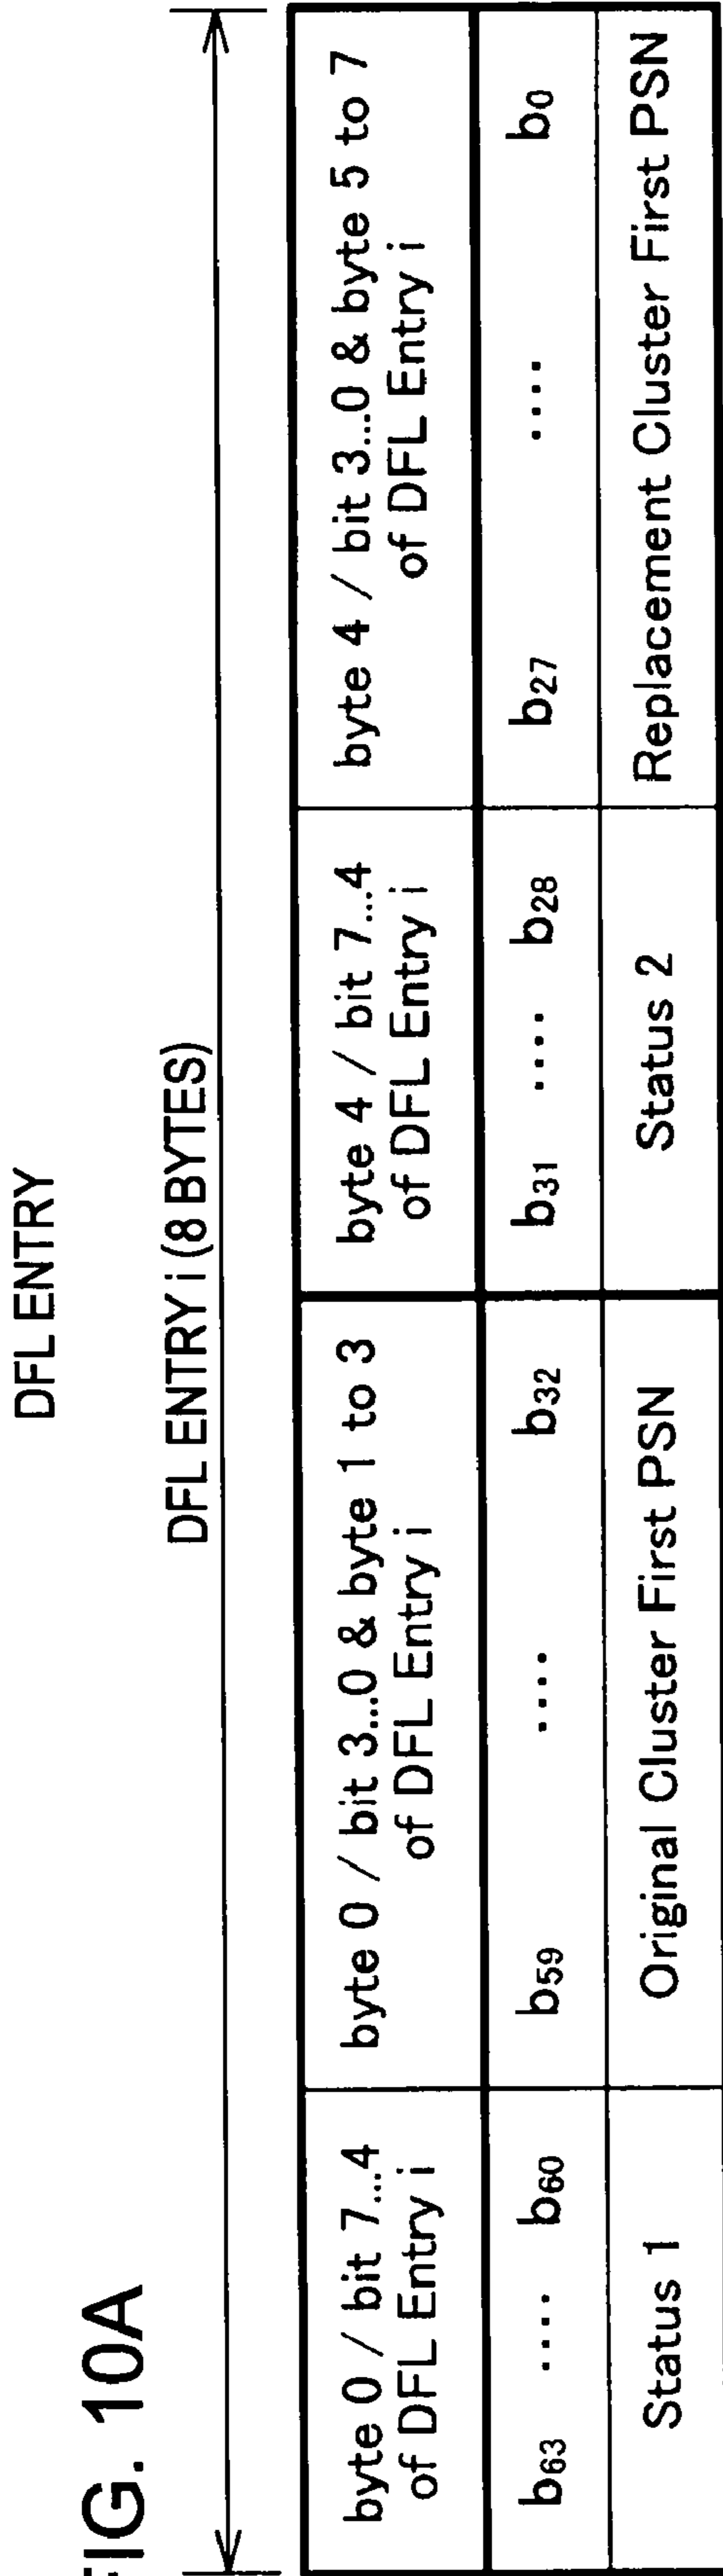 FIG. 10A
DFL ENTRY
DFL ENTRY i (8 BYTES)
byte 0 / bit 7...4
of DFL Entry i
byte 0 / bit 3...0 & byte 1 to 3
of DFL Entry i
byte 4 / bit 7...4
of DFL Entry i
byte 4 / bit 3...0 & byte 5 to 7
of DFL Entry i
b63 .... b60
b59 .... b32
b31 .... b28
b27 .... b0
Status 1
Original Cluster First PSN
Status 2
Replacement Cluster First PSN